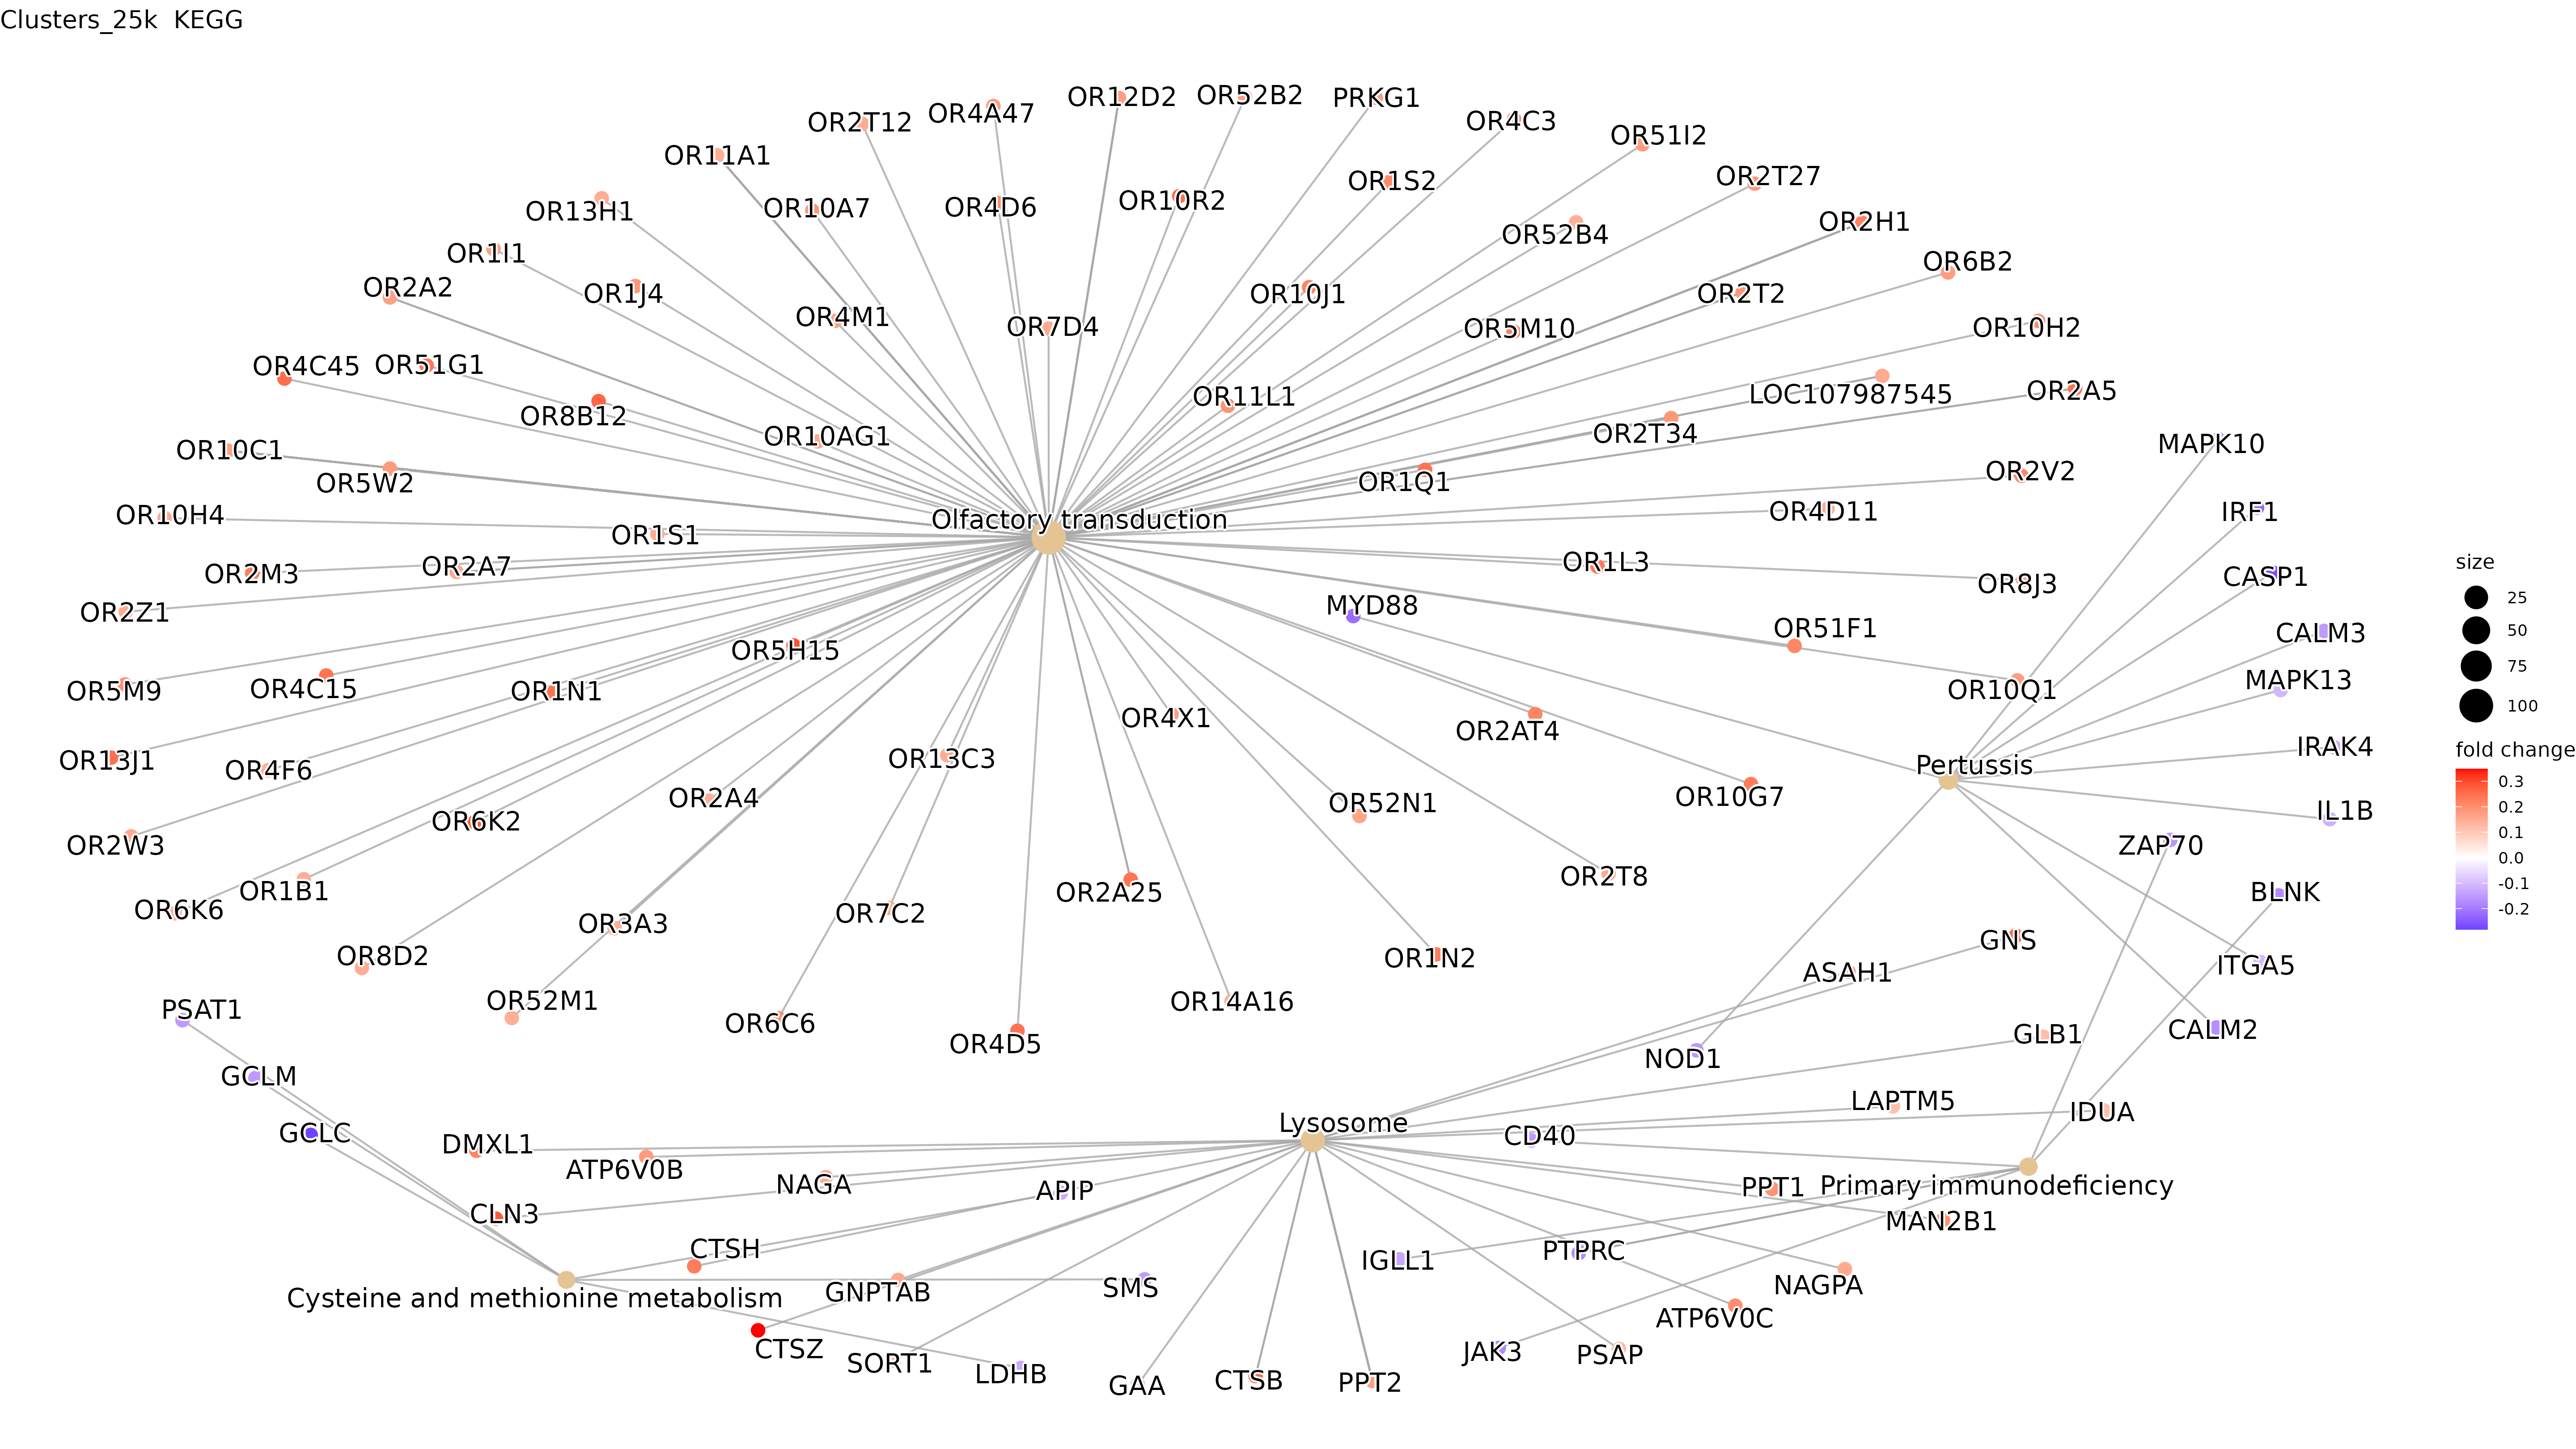 Clusters_25k KEGG
OR12D2
OR52B2
PRKG1
OR4A47
OR2T12
OR4C3
OR51I2
OR11A1
OR2T27
OR1S2
OR10R2
OR4D6
OR10A7
OR13H1
OR2H1
OR52B4
OR1I1
OR6B2
OR2A2
OR1J4
OR10J1
OR2T2
OR4M1
OR7D4
OR5M10
OR10H2
OR4C45
OR51G1
OR2A5
LOC107987545
OR11L1
OR8B12
OR2T34
OR10AG1
MAPK10
OR10C1
OR2V2
OR5W2
OR1Q1
OR4D11
IRF1
OR10H4
Olfactory transduction
OR1S1
OR1L3
size
OR2M3
OR2A7
OR8J3
CASP1
25
MYD88
OR2Z1
OR51F1
CALM3
50
OR5H15
75
MAPK13
OR5M9
OR4C15
OR1N1
OR10Q1
100
OR4X1
OR2AT4
IRAK4
fold change
OR13J1
OR4F6
OR13C3
Pertussis
0.3
OR2A4
OR52N1
OR10G7
0.2
IL1B
OR6K2
0.1
OR2W3
ZAP70
0.0
OR2T8
-0.1
OR1B1
OR2A25
BLNK
OR6K6
OR7C2
-0.2
OR3A3
GNS
OR8D2
OR1N2
ASAH1
ITGA5
OR52M1
OR14A16
PSAT1
OR6C6
CALM2
OR4D5
GLB1
NOD1
GCLM
LAPTM5
IDUA
GCLC
Lysosome
CD40
DMXL1
ATP6V0B
NAGA
APIP
PPT1
Primary immunodeficiency
CLN3
MAN2B1
CTSH
IGLL1
PTPRC
Cysteine and methionine metabolism
GNPTAB
SMS
NAGPA
ATP6V0C
CTSZ
SORT1
LDHB
GAA
CTSB
PPT2
JAK3
PSAP